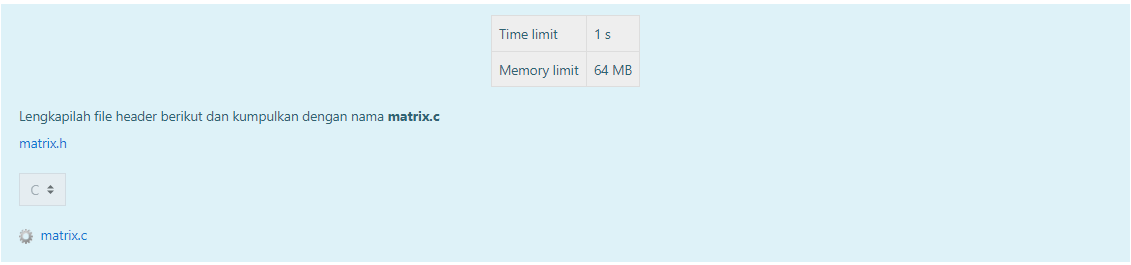 Time limit 1 s
Memory limit 64 MB
Lengkapilah file header berikut dan kumpulkan dengan nama matrix.c
matrix.h
C
matrix.c